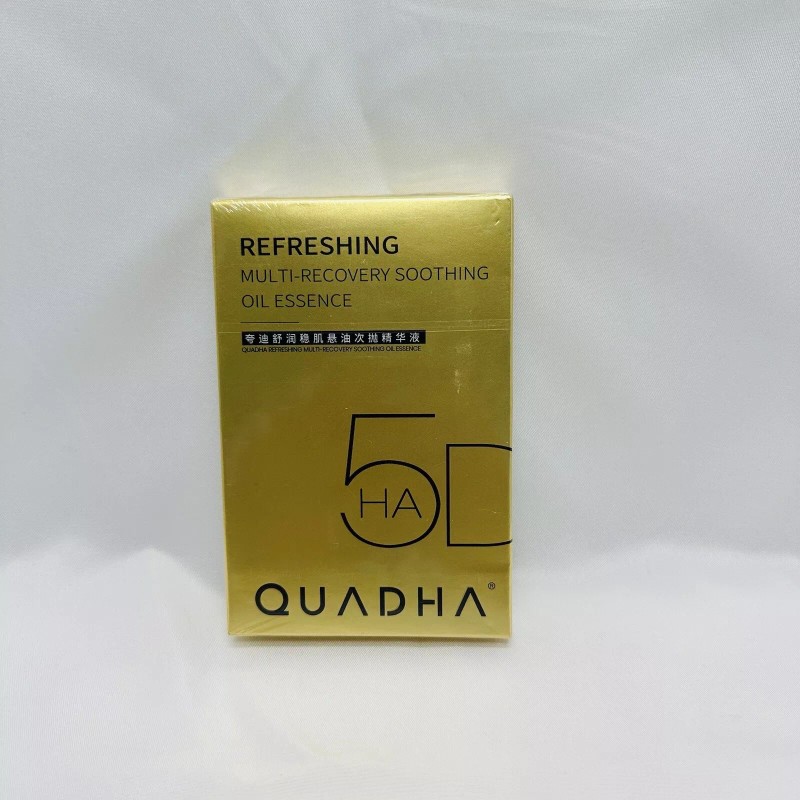 REFRESHING
MULTI-RECOVERY SOOTHING
OIL ESSENCE
夸迪舒润稳肌悬油次抛精华液
QUADHA REFRESHING MULTI-RECOVERY SOOTHING OIL ESSENCE
5D
HA
QUADHA®